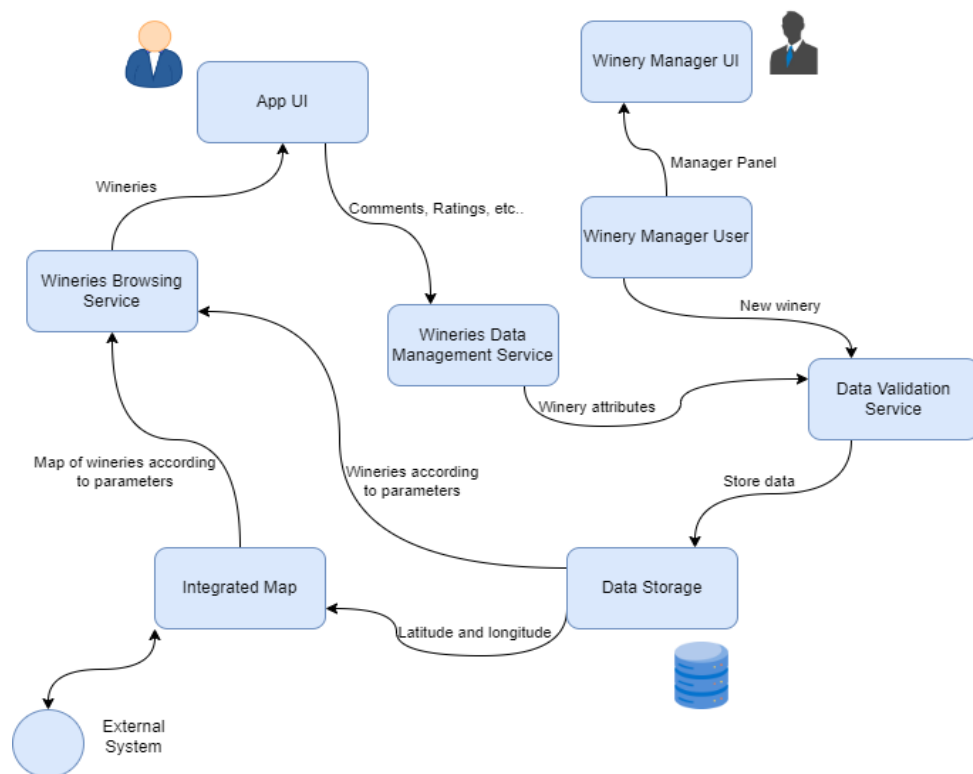 Winery Manager UI
App UI
Manager Panel
Wineries
Comments, Ratings, etc..
Winery Manager User
Wineries Browsing
Service
New winery
Wineries Data
Management Service
Data Validation
Service
Winery attributes
Map of wineries according
to parameters
Wineries according
to parameters
Store data
Integrated Map
Data Storage
Latitude and longitude
External
System